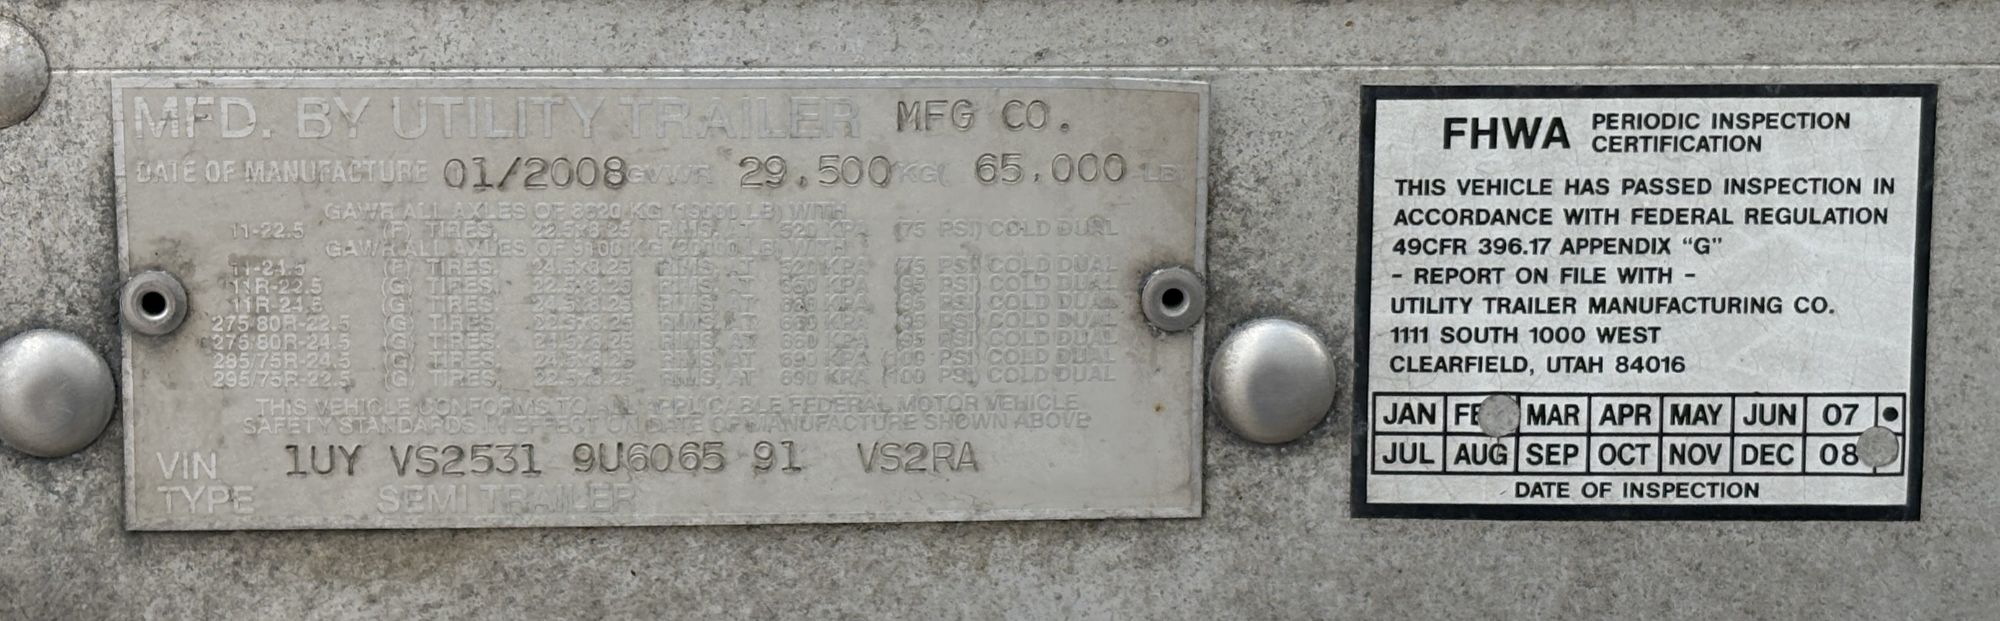 MFD. BY UTILITY TRAILER MFG CO.
DATE OF MANUFACTURE 01/2008 GVWR 29,500 KG( 65,000 LB)
GAWR ALL AXLES OF 8620 KG (19000 LB) WITH
11-22.5 (F) TIRES, 22.5x8.25 RIMS, AT 520 KPA (75 PSI) COLD DUAL
GAWR ALL AXLES OF 9100 KG (20000 LB) WITH
11-24.5 (F) TIRES, 24.5x8.25 RIMS, AT 520 KPA (75 PSI) COLD DUAL
11R-22.5 (G) TIRES, 22.5x8.25 RIMS, AT 660 KPA (95 PSI) COLD DUAL
11R-24.5 (G) TIRES, 24.5x8.25 RIMS, AT 620 KPA (90 PSI) COLD DUAL
275/80R-22.5 (G) TIRES, 22.5x8.25 RIMS, AT 660 KPA (95 PSI) COLD DUAL
275/80R-24.5 (G) TIRES, 24.5x8.25 RIMS, AT 660 KPA (95 PSI) COLD DUAL
285/75R-24.5 (G) TIRES, 24.5x8.25 RIMS, AT 690 KPA (100 PSI) COLD DUAL
295/75R-22.5 (G) TIRES, 22.5x8.25 RIMS, AT 690 KPA (100 PSI) COLD DUAL
THIS VEHICLE CONFORMS TO ALL APPLICABLE FEDERAL MOTOR VEHICLE
SAFETY STANDARDS IN EFFECT ON DATE OF MANUFACTURE SHOWN ABOVE
VIN 1UY VS2531 9U6065 91 VS2RA
TYPE SEMI TRAILER
FHWA PERIODIC INSPECTION
CERTIFICATION
THIS VEHICLE HAS PASSED INSPECTION IN
ACCORDANCE WITH FEDERAL REGULATION
49CFR 396.17 APPENDIX “G”
- REPORT ON FILE WITH -
UTILITY TRAILER MANUFACTURING CO.
1111 SOUTH 1000 WEST
CLEARFIELD, UTAH 84016
JAN FE MAR APR MAY JUN 07 •
JUL AUG SEP OCT NOV DEC 08
DATE OF INSPECTION